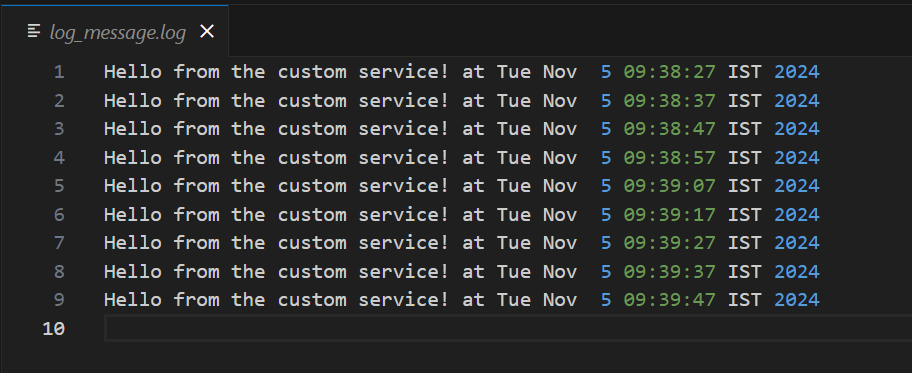 log_message.log
1 Hello from the custom service! at Tue Nov  5 09:38:27 IST 2024
2 Hello from the custom service! at Tue Nov  5 09:38:37 IST 2024
3 Hello from the custom service! at Tue Nov  5 09:38:47 IST 2024
4 Hello from the custom service! at Tue Nov  5 09:38:57 IST 2024
5 Hello from the custom service! at Tue Nov  5 09:39:07 IST 2024
6 Hello from the custom service! at Tue Nov  5 09:39:17 IST 2024
7 Hello from the custom service! at Tue Nov  5 09:39:27 IST 2024
8 Hello from the custom service! at Tue Nov  5 09:39:37 IST 2024
9 Hello from the custom service! at Tue Nov  5 09:39:47 IST 2024
10